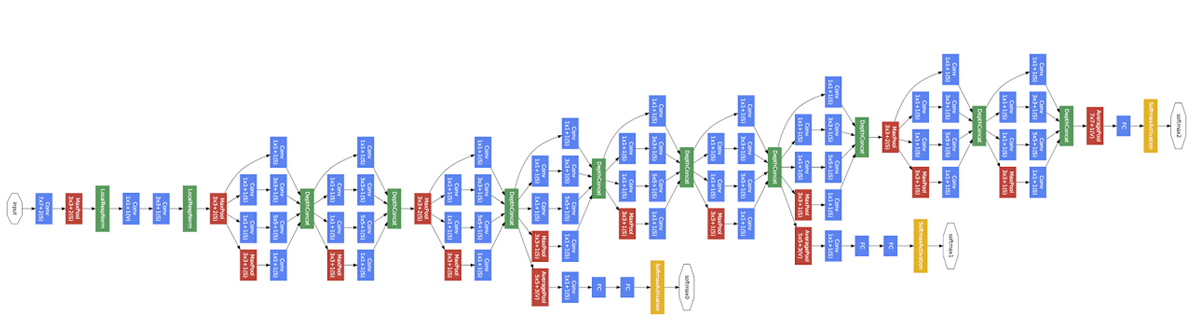 input
Conv
7x7+2(S)
MaxPool
3x3+2(S)
LocalRespNorm
Conv
1x1+1(V)
Conv
3x3+1(S)
LocalRespNorm
MaxPool
3x3+2(S)
Conv
1x1+1(S)
Conv
1x1+1(S)
MaxPool
3x3+1(S)
Conv
1x1+1(S)
Conv
3x3+1(S)
Conv
5x5+1(S)
Conv
1x1+1(S)
DepthConcat
Conv
1x1+1(S)
Conv
1x1+1(S)
MaxPool
3x3+1(S)
Conv
1x1+1(S)
Conv
3x3+1(S)
Conv
5x5+1(S)
Conv
1x1+1(S)
DepthConcat
MaxPool
3x3+2(S)
Conv
1x1+1(S)
Conv
1x1+1(S)
MaxPool
3x3+1(S)
Conv
1x1+1(S)
Conv
3x3+1(S)
Conv
5x5+1(S)
Conv
1x1+1(S)
DepthConcat
Conv
1x1+1(S)
Conv
1x1+1(S)
MaxPool
3x3+1(S)
AveragePool
5x5+3(V)
Conv
1x1+1(S)
Conv
3x3+1(S)
Conv
5x5+1(S)
Conv
1x1+1(S)
Conv
1x1+1(S)
DepthConcat
FC
FC
SoftmaxActivation
softmax0
Conv
1x1+1(S)
Conv
1x1+1(S)
MaxPool
3x3+1(S)
Conv
1x1+1(S)
Conv
3x3+1(S)
Conv
5x5+1(S)
Conv
1x1+1(S)
DepthConcat
Conv
1x1+1(S)
Conv
1x1+1(S)
MaxPool
3x3+1(S)
Conv
1x1+1(S)
Conv
3x3+1(S)
Conv
5x5+1(S)
Conv
1x1+1(S)
DepthConcat
Conv
1x1+1(S)
Conv
1x1+1(S)
MaxPool
3x3+1(S)
AveragePool
5x5+3(V)
Conv
1x1+1(S)
Conv
3x3+1(S)
Conv
5x5+1(S)
Conv
1x1+1(S)
Conv
1x1+1(S)
DepthConcat
FC
FC
SoftmaxActivation
softmax1
MaxPool
3x3+2(S)
Conv
1x1+1(S)
Conv
1x1+1(S)
MaxPool
3x3+1(S)
Conv
1x1+1(S)
Conv
3x3+1(S)
Conv
5x5+1(S)
Conv
1x1+1(S)
DepthConcat
Conv
1x1+1(S)
Conv
1x1+1(S)
MaxPool
3x3+1(S)
Conv
1x1+1(S)
Conv
3x3+1(S)
Conv
5x5+1(S)
Conv
1x1+1(S)
DepthConcat
AveragePool
7x7+1(V)
FC
SoftmaxActivation
softmax2